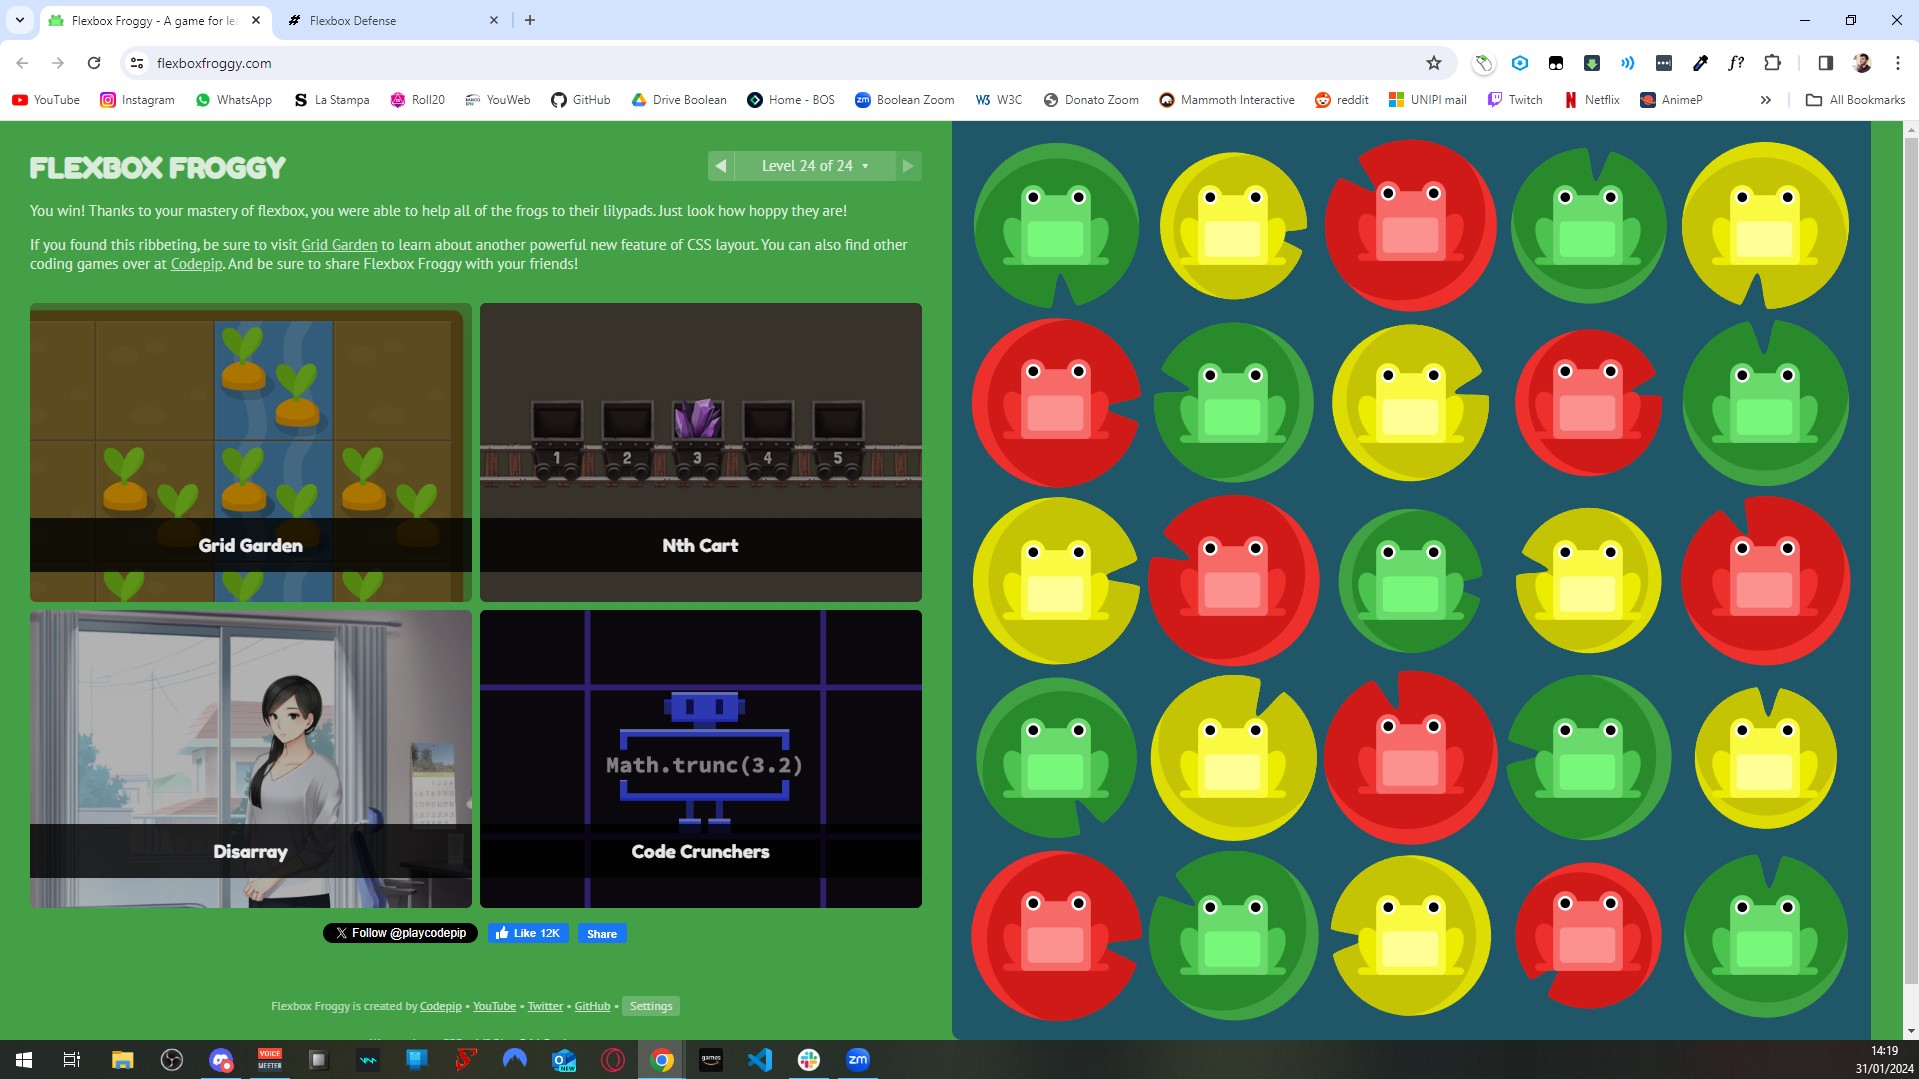 Flexbox Froggy - A game for le
Flexbox Defense
flexboxfroggy.com
YouTube
Instagram
WhatsApp
La Stampa
Roll20
YouWeb
GitHub
Drive Boolean
Home - BOS
Boolean Zoom
W3C
Donato Zoom
Mammoth Interactive
reddit
UNIPI mail
Twitch
Netflix
AnimeP
All Bookmarks
FLEXBOX FROGGY
Level 24 of 24
You win! Thanks to your mastery of flexbox, you were able to help all of the frogs to their lilypads. Just look how hoppy they are!
If you found this ribbeting, be sure to visit Grid Garden to learn about another powerful new feature of CSS layout. You can also find other
coding games over at Codepip. And be sure to share Flexbox Froggy with your friends!
1 2 3 4 5
Grid Garden
Nth Cart
Math.trunc(3.2)
Disarray
Code Crunchers
Follow @playcodepip
Like 12K
Share
Flexbox Froggy is created by Codepip • YouTube • Twitter • GitHub • Settings
VOICE
MEETER
NEW
games
zm
14:19
31/01/2024